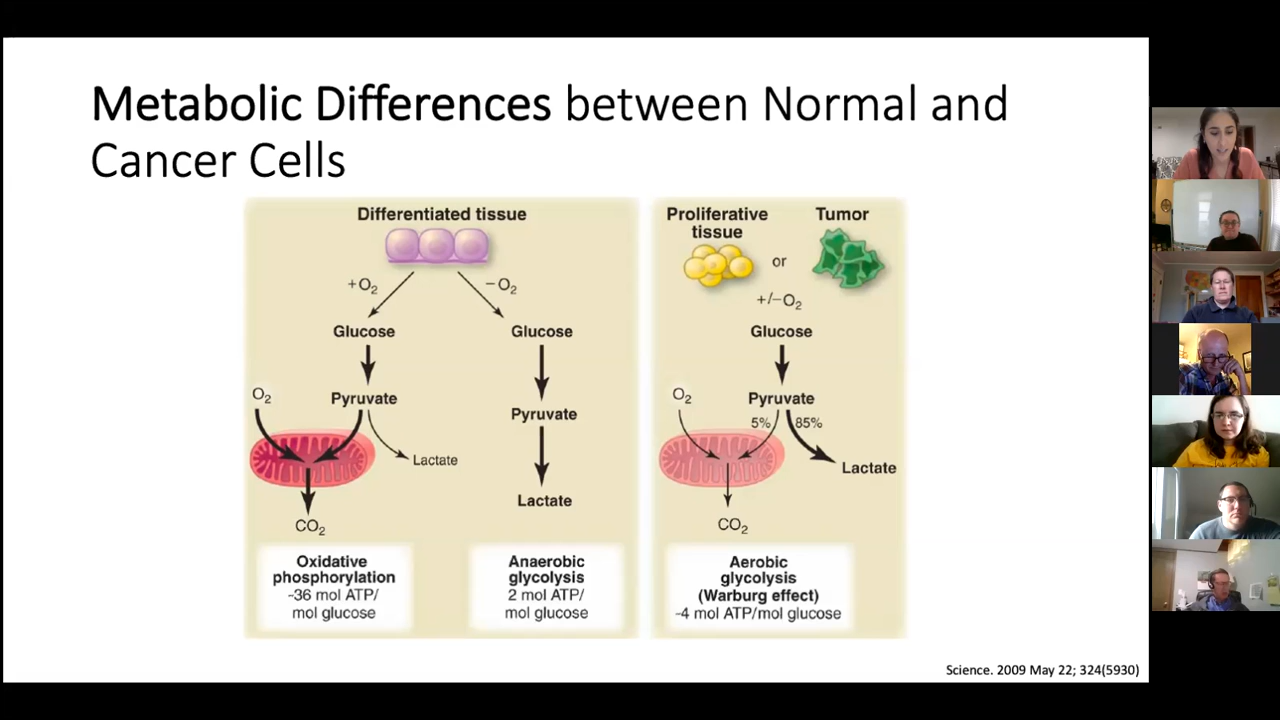 Metabolic Differences between Normal and
Cancer Cells
Differentiated tissue
+O₂
−O₂
Glucose
Glucose
O₂
Pyruvate
Pyruvate
Lactate
Lactate
CO₂
Oxidative
phosphorylation
~36 mol ATP/
mol glucose
Anaerobic
glycolysis
2 mol ATP/
mol glucose
Proliferative
tissue
or
Tumor
+/−O₂
Glucose
O₂
Pyruvate
5%
85%
Lactate
CO₂
Aerobic
glycolysis
(Warburg effect)
~4 mol ATP/mol glucose
Science. 2009 May 22; 324(5930)